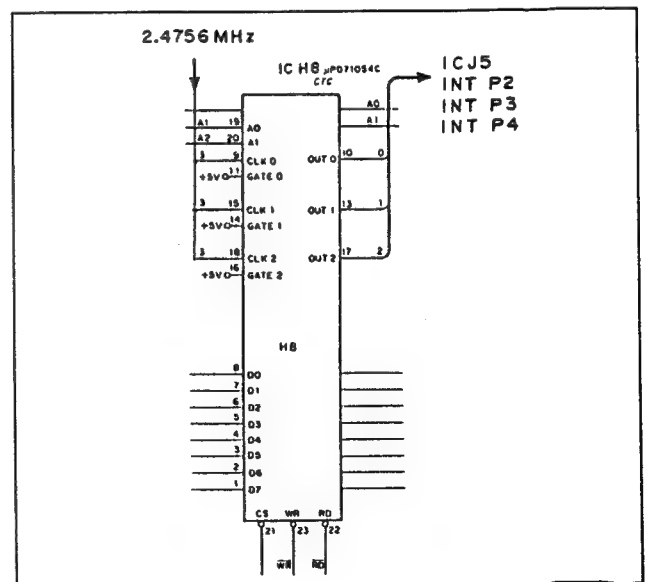 2.4756 MHz
IC H8 µPD71054C
CTC
ICJ5
INT P2
INT P3
INT P4
A1 19 A0 A0
A2 20 A1 A1
3 9 CLK 0 OUT 0 10 0
+5V 11 GATE 0
3 15 CLK 1 OUT 1 13 1
+5V 14 GATE 1
3 18 CLK 2 OUT 2 17 2
+5V 16 GATE 2
H8
8 D0
7 D1
6 D2
5 D3
4 D4
3 D5
2 D6
1 D7
CS WR RD
21 23 22
WR RD